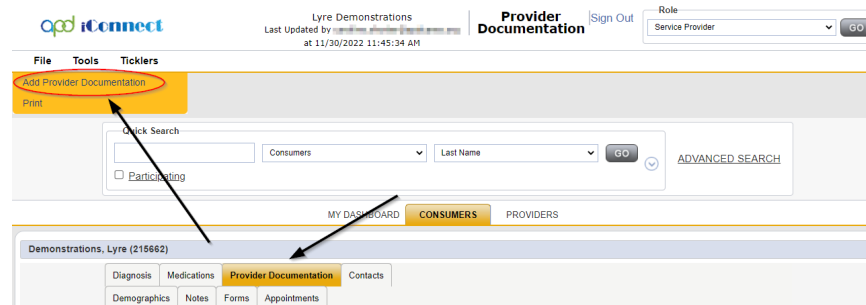 apd iConnect
Lyre Demonstrations
Last Updated by
at 11/30/2022 11:45:34 AM
Provider
Documentation
Sign Out
Role
Service Provider
GO
File Tools Ticklers
Add Provider Documentation
Print
Quick Search
Consumers
Last Name
GO
ADVANCED SEARCH
Participating
MY DASHBOARD CONSUMERS PROVIDERS
Demonstrations, Lyre (215662)
Diagnosis Medications Provider Documentation Contacts
Demographics Notes Forms Appointments